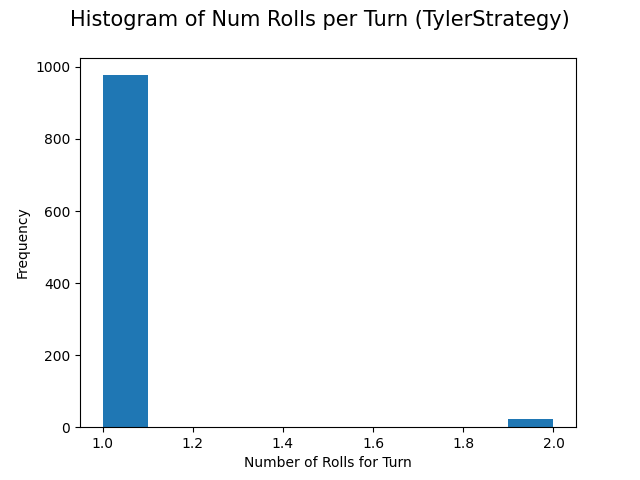 Histogram of Num Rolls per Turn (TylerStrategy)
1000
800
600
400
200
0
Frequency
1.0 1.2 1.4 1.6 1.8 2.0
Number of Rolls for Turn